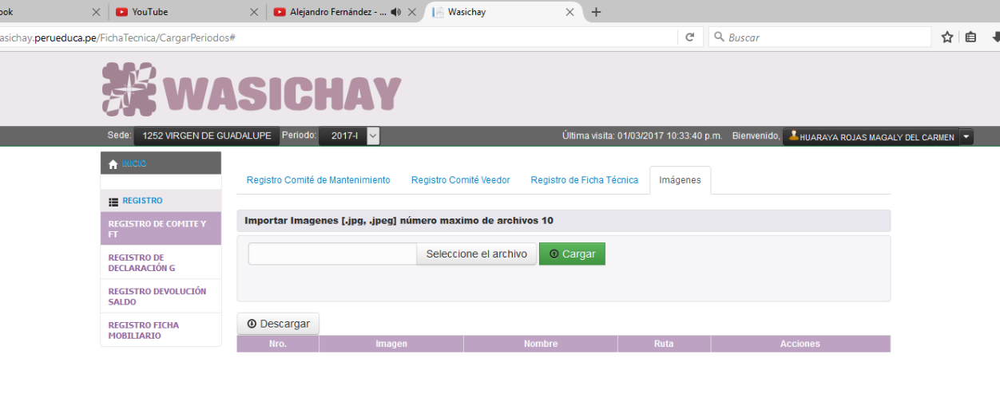 ook
YouTube
Alejandro Fernández - ...
Wasichay
asichay.perueduca.pe/FichaTecnica/CargarPeriodos#
Buscar
WASICHAY
Sede: 1252 VIRGEN DE GUADALUPE Periodo: 2017-I Última visita: 01/03/2017 10:33:40 p.m. Bienvenido, HUARAYA ROJAS MAGALY DEL CARMEN
INICIO
REGISTRO
REGISTRO DE COMITE Y
FT
REGISTRO DE
DECLARACIÓN G
REGISTRO DEVOLUCIÓN
SALDO
REGISTRO FICHA
MOBILIARIO
Registro Comité de Mantenimiento Registro Comité Veedor Registro de Ficha Técnica Imágenes
Importar Imagenes [.jpg, .jpeg] número maximo de archivos 10
Seleccione el archivo Cargar
Descargar
Nro. Imagen Nombre Ruta Acciones